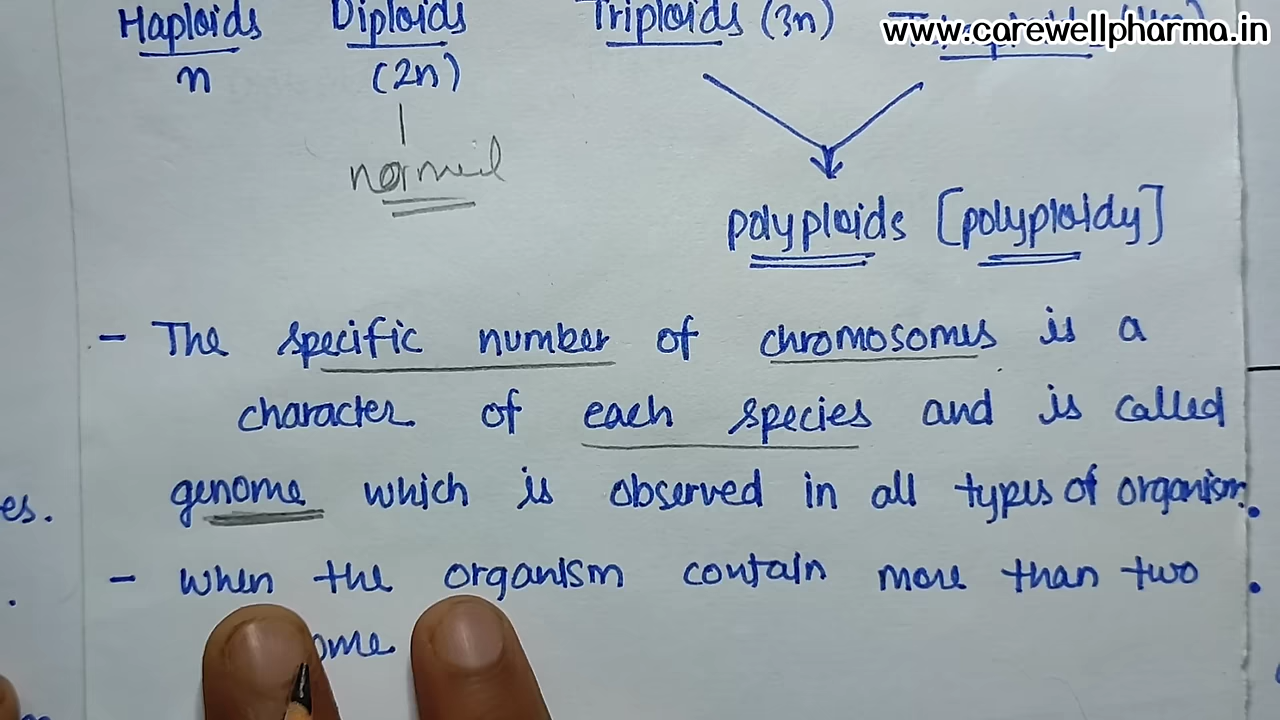 www.carewellpharma.in
Haploids Diploids Triploids (3n)
n (2n)
normal
polyploids [polyploidy]
- The specific number of chromosomes is a
character of each species and is called
genome which is observed in all types of organism.
es.
- When the organism contain more than two